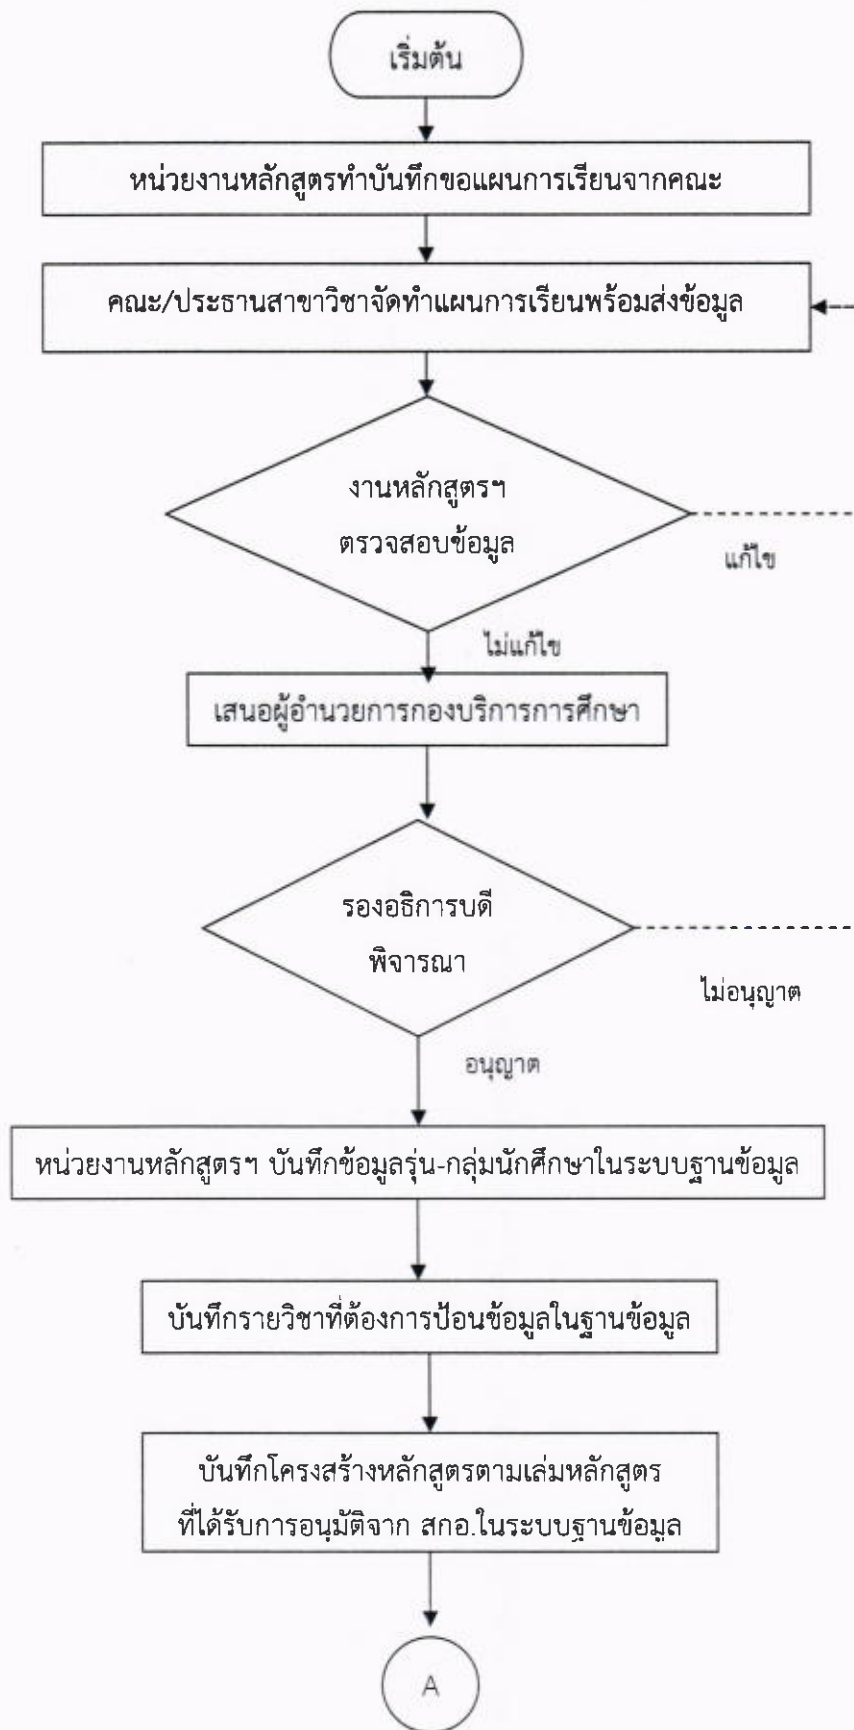 เริ่มต้น
หน่วยงานหลักสูตรทำบันทึกขอแผนการเรียนจากคณะ
คณะ/ประธานสาขาวิชาจัดทำแผนการเรียนพร้อมส่งข้อมูล
งานหลักสูตรฯ
ตรวจสอบข้อมูล
แก้ไข
ไม่แก้ไข
เสนอผู้อำนวยการกองบริการการศึกษา
รองอธิการบดี
พิจารณา
ไม่อนุญาต
อนุญาต
หน่วยงานหลักสูตรฯ บันทึกข้อมูลรุ่น-กลุ่มนักศึกษาในระบบฐานข้อมูล
บันทึกรายวิชาที่ต้องการป้อนข้อมูลในฐานข้อมูล
บันทึกโครงสร้างหลักสูตรตามเล่มหลักสูตร
ที่ได้รับการอนุมัติจาก สกอ.ในระบบฐานข้อมูล
A